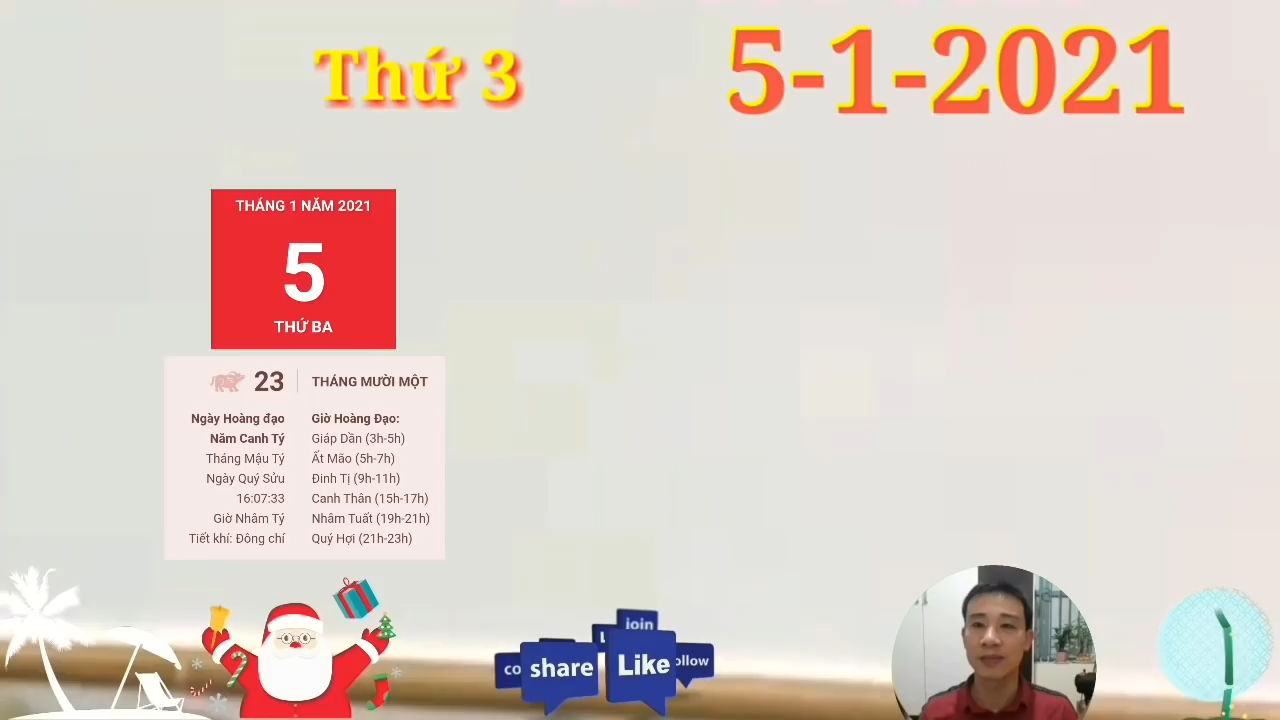 Thứ 3
5-1-2021
THÁNG 1 NĂM 2021
5
THỨ BA
23
THÁNG MƯỜI MỘT
Ngày Hoàng đạo
Năm Canh Tý
Tháng Mậu Tý
Ngày Quý Sửu
16:07:33
Giờ Nhâm Tý
Tiết khí: Đông chí
Giờ Hoàng Đạo:
Giáp Dần (3h-5h)
Ất Mão (5h-7h)
Đinh Tị (9h-11h)
Canh Thân (15h-17h)
Nhâm Tuất (19h-21h)
Quý Hợi (21h-23h)
join
L
co
share
Like
ollow